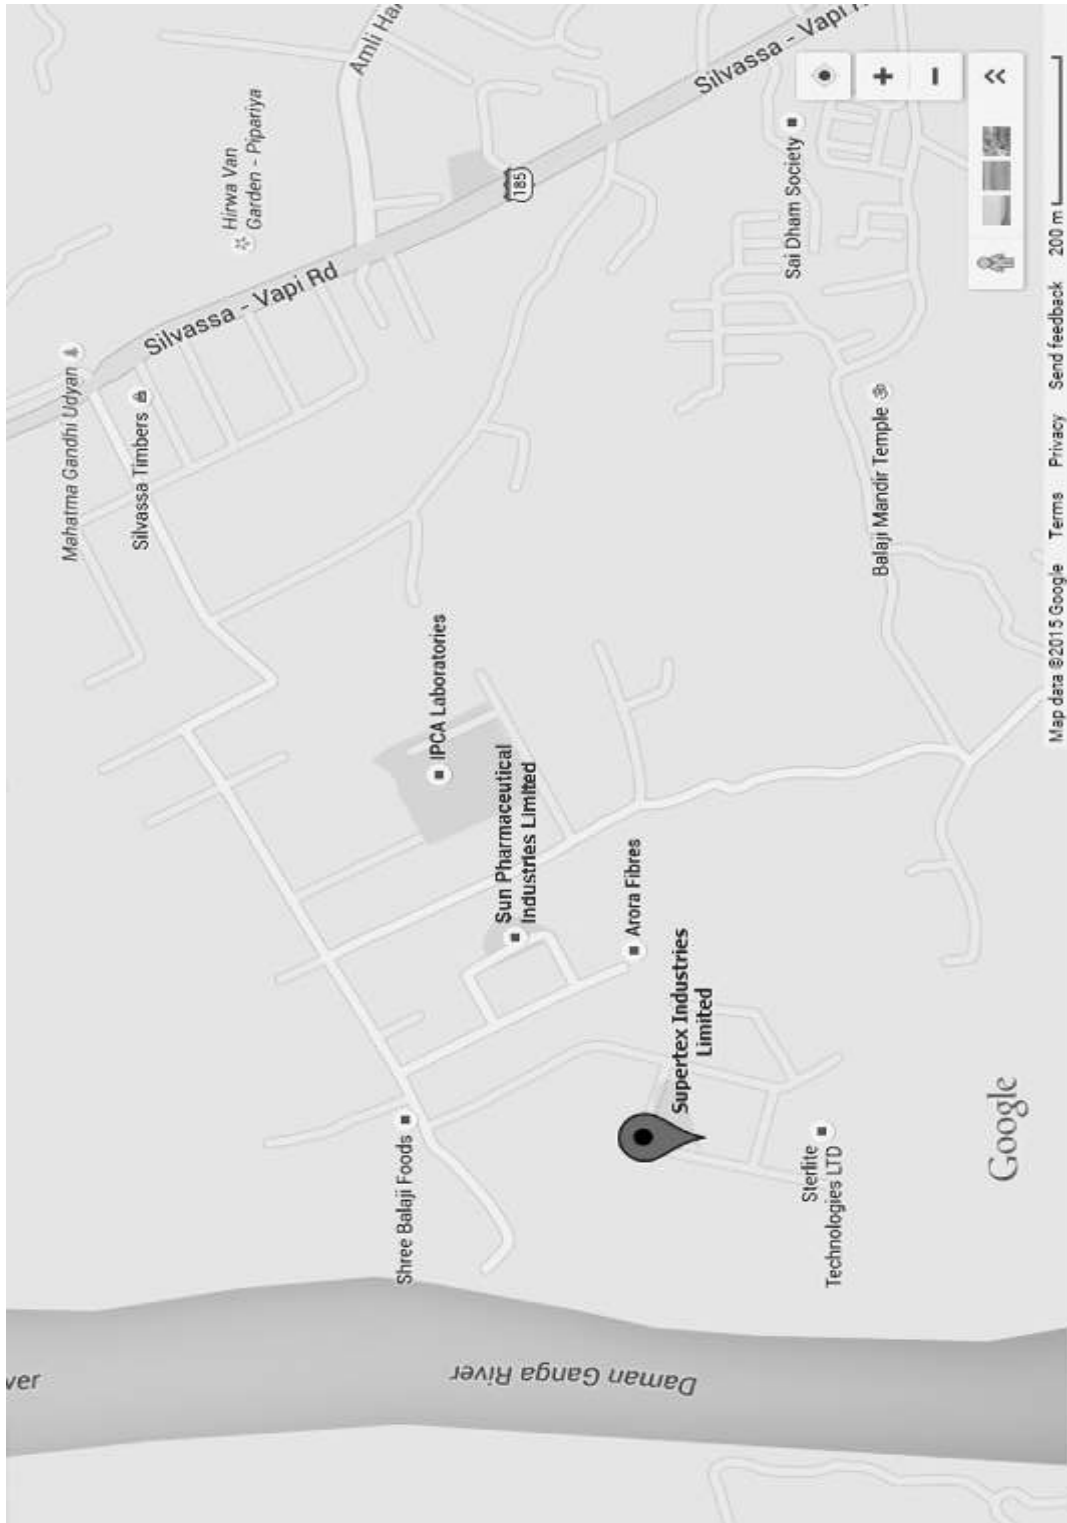 Mahatma Gandhi Udyan
Hirwa Van
Garden - Pipariya
Amli Har
Silvassa - Vapi R
Silvassa - Vapi Rd
Silvassa Timbers
185
Sai Dham Society
IPCA Laboratories
Sun Pharmaceutical
Industries Limited
Arora Fibres
Balaji Mandir Temple
Shree Balaji Foods
Supertex Industries
Limited
Sterlite
Technologies LTD
ver
Daman Ganga River
Google
Map data ©2015 Google Terms Privacy Send feedback 200 m